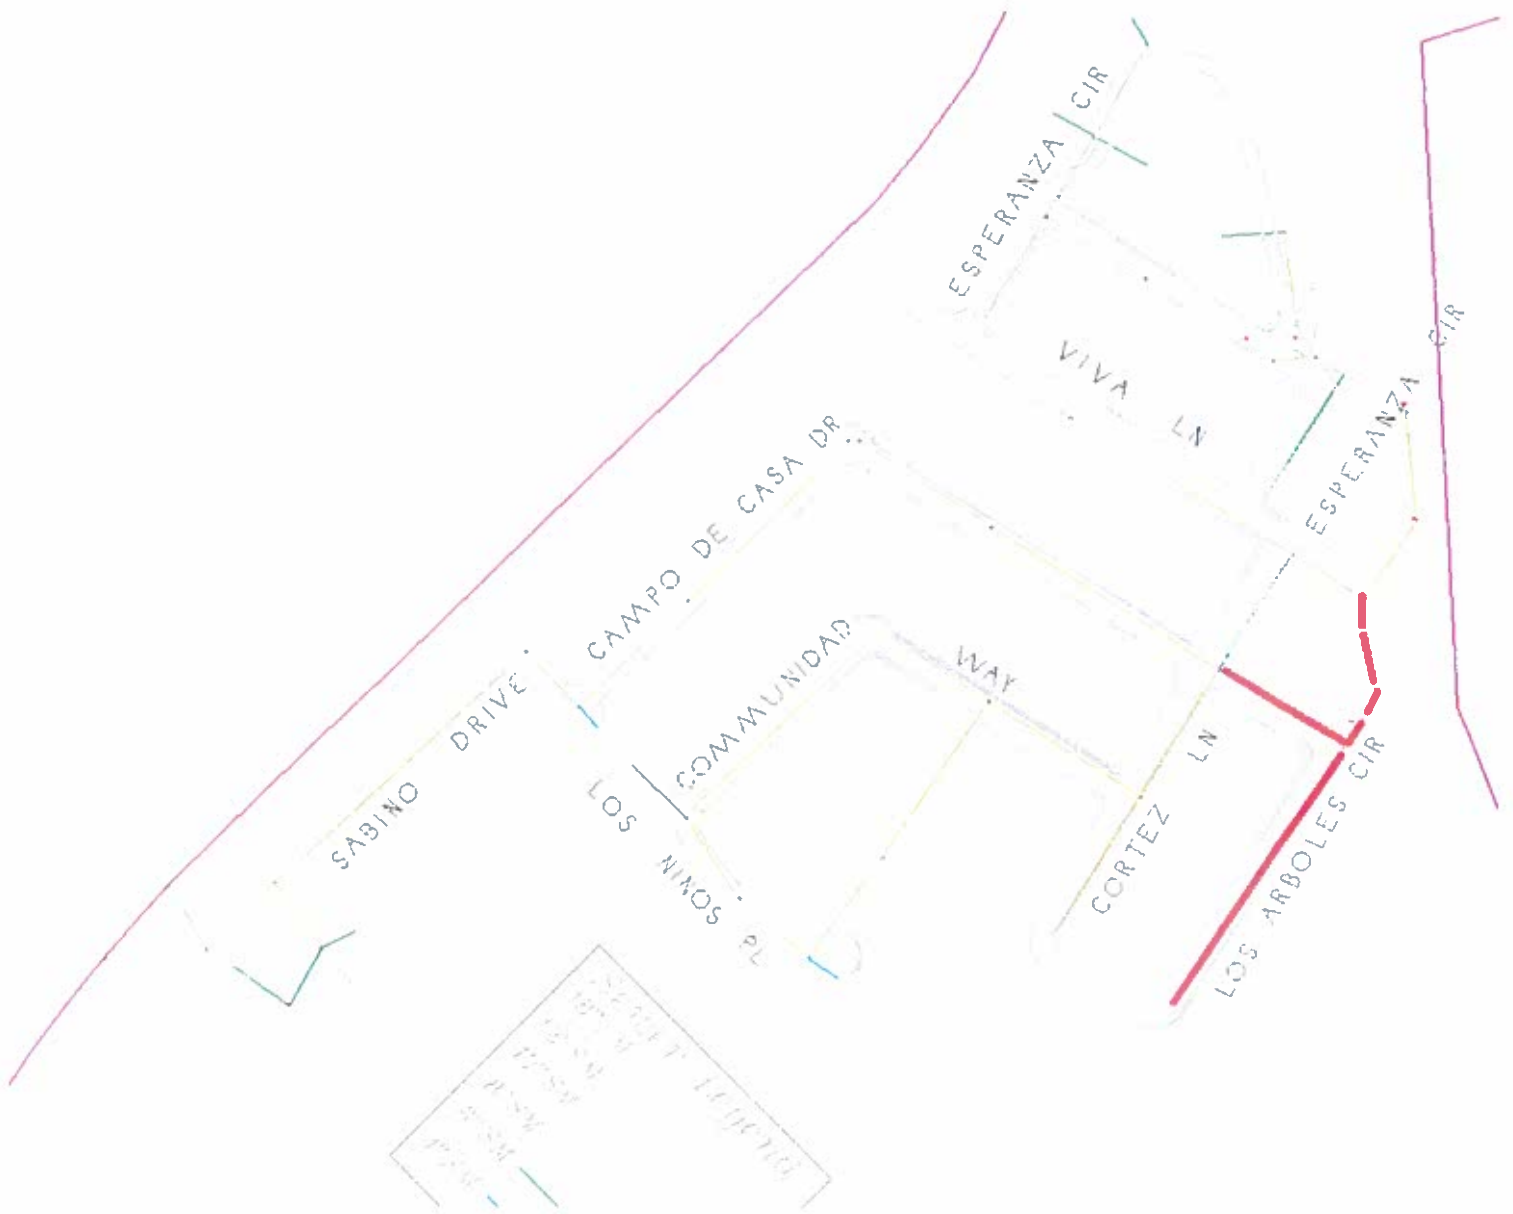 ESPERANZA CIR
VIVA LN
ESPERANZA CIR
CAMPO DE CASA DR
COMMUNIDAD WAY
SABINO DRIVE
LOS NINOS PL
CORTEZ LN
LOS ARBOLES CIR
Legend